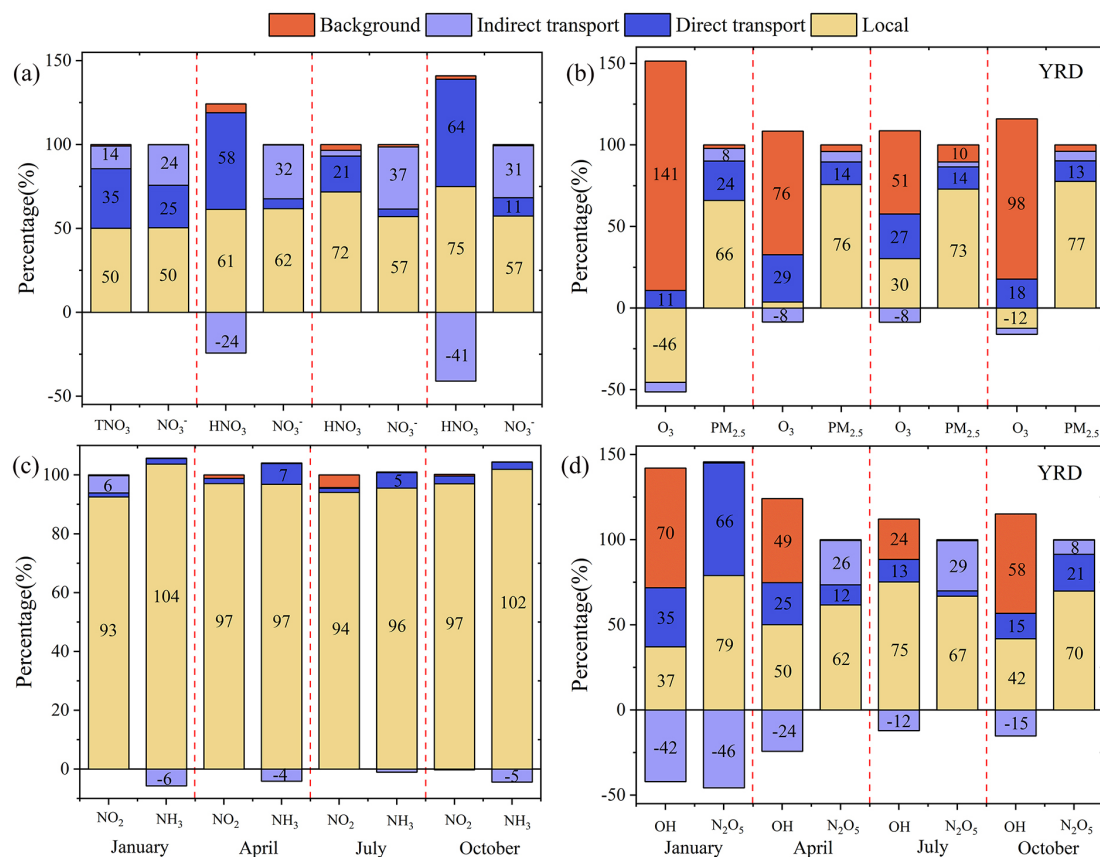 Background Indirect transport Direct transport Local
(a)
Percentage(%)
150
100
50
0
-50
14 24 32 37 31
35 25 58 21 64 11
50 50 61 62 72 57 75 57
-24 -41
TNO₃ NO₃⁻ HNO₃ NO₃⁻ HNO₃ NO₃⁻ HNO₃ NO₃⁻
(b)
YRD
Percentage(%)
150
100
50
0
-50
141 8 76 51 10 98
11 24 29 14 27 14 18 13
66 76 30 73 77
-46 -8 -8 -12
O₃ PM₂.₅ O₃ PM₂.₅ O₃ PM₂.₅ O₃ PM₂.₅
(c)
Percentage(%)
100
80
60
40
20
0
6 7 5
93 104 97 97 94 96 97 102
-6 -4 -5
NO₂ NH₃ NO₂ NH₃ NO₂ NH₃ NO₂ NH₃
January April July October
(d)
YRD
Percentage(%)
150
100
50
0
-50
70 66 49 26 24 29 58 8
35 25 12 13 15 21
37 79 50 62 75 67 42 70
-42 -46 -24 -12 -15
OH N₂O₅ OH N₂O₅ OH N₂O₅ OH N₂O₅
January April July October